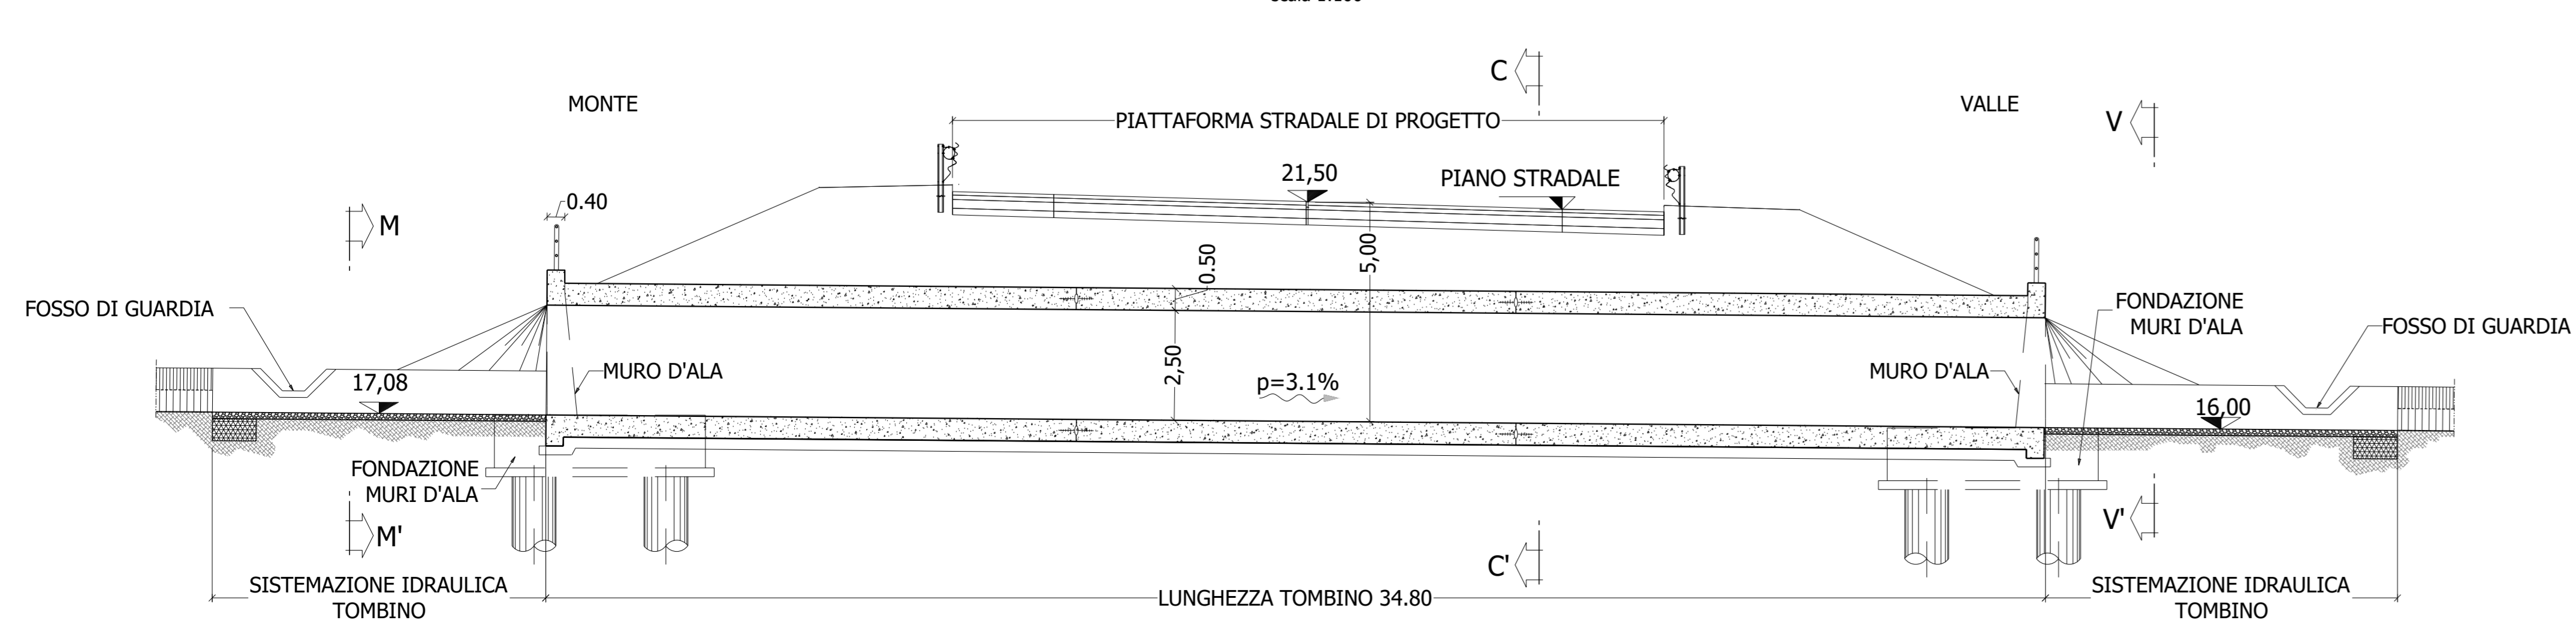 MONTE
C
VALLE
V
PIATTAFORMA STRADALE DI PROGETTO
21,50
PIANO STRADALE
0.40
M
0.50
5,00
FOSSO DI GUARDIA
FONDAZIONE
MURI D'ALA
FOSSO DI GUARDIA
17,08
MURO D'ALA
2,50
p=3.1%
MURO D'ALA
16,00
FONDAZIONE
MURI D'ALA
M'
C'
V'
SISTEMAZIONE IDRAULICA
TOMBINO
LUNGHEZZA TOMBINO 34.80
SISTEMAZIONE IDRAULICA
TOMBINO